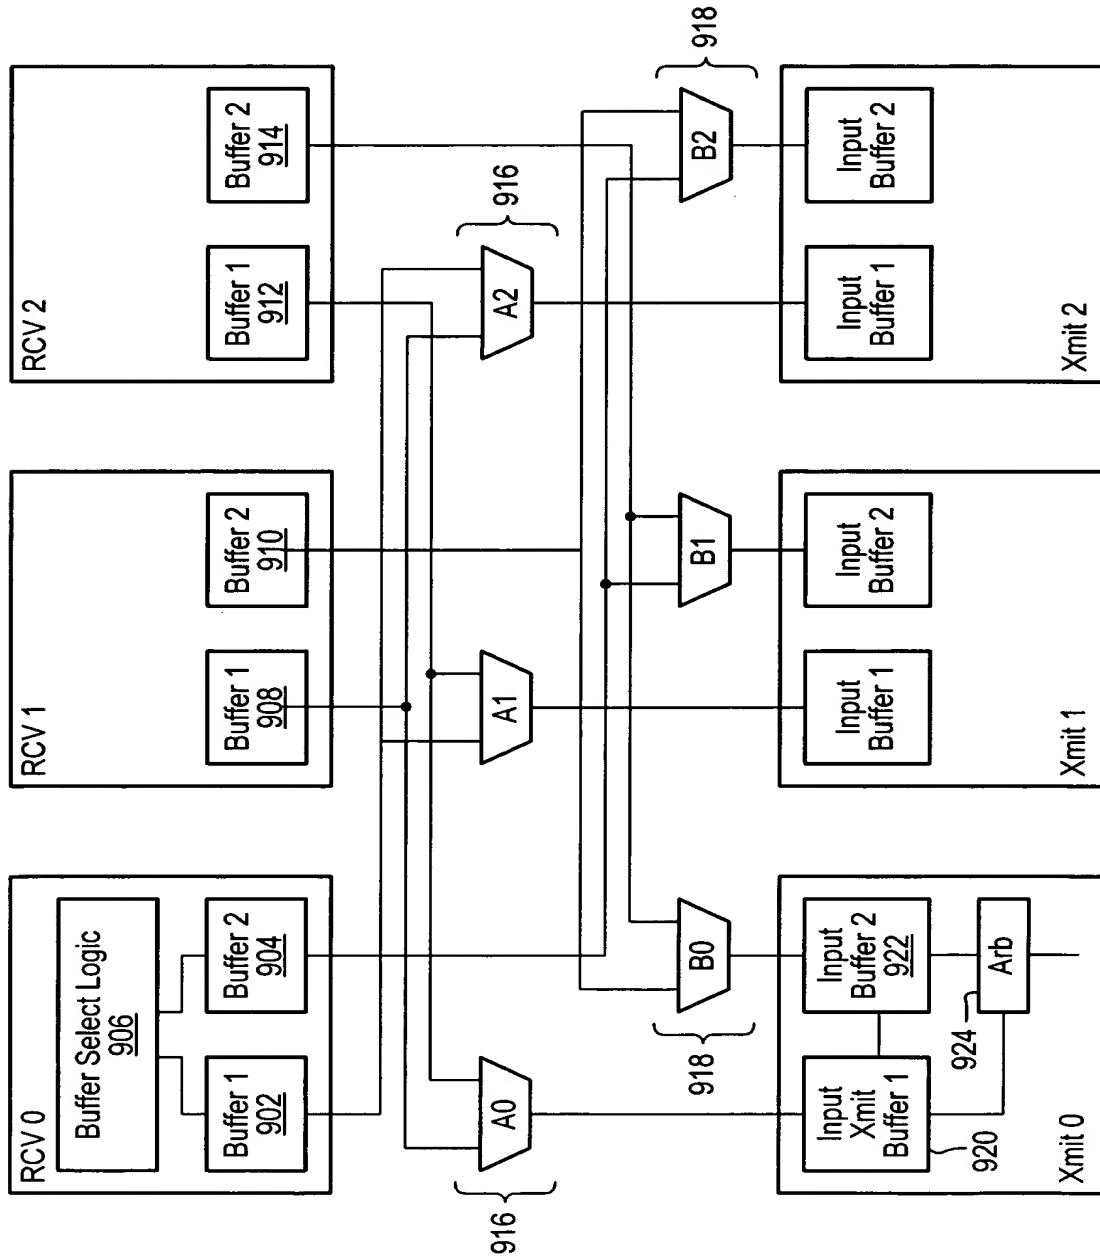 RCV 0
Buffer Select Logic
906
Buffer 1
902
Buffer 2
904
RCV 1
Buffer 1
908
Buffer 2
910
RCV 2
Buffer 1
912
Buffer 2
914
916
A0
A1
A2
916
918
B0
B1
B2
918
Input
Xmit
Buffer 1
920
Input
Buffer 2
922
924
Arb
Xmit 0
Input
Buffer 1
Input
Buffer 2
Xmit 1
Input
Buffer 1
Input
Buffer 2
Xmit 2